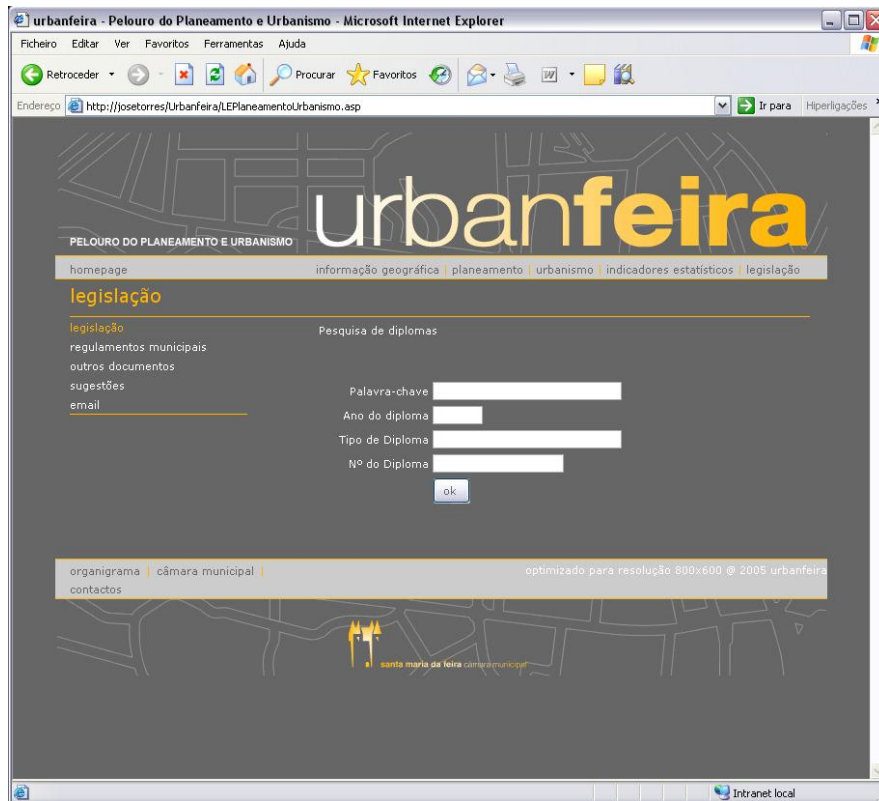 urbanfeira - Pelouro do Planeamento e Urbanismo - Microsoft Internet Explorer
Ficheiro Editar Ver Favoritos Ferramentas Ajuda
Retroceder Procurar Favoritos W
Endereço http://josetorres/Urbanfeira/LEPlaneamentoUrbanismo.asp Ir para Hiperligações
urbanfeira
PELOURO DO PLANEAMENTO E URBANISMO
homepage informação geográfica | planeamento | urbanismo | indicadores estatísticos | legislação
legislação
legislação
regulamentos municipais
outros documentos
sugestões
email
Pesquisa de diplomas
Palavra-chave
Ano do diploma
Tipo de Diploma
Nº do Diploma
ok
organigrama | câmara municipal | optimizado para resolução 800x600 @ 2005 urbanfeira
contactos
santa maria da feira câmara municipal
Intranet local